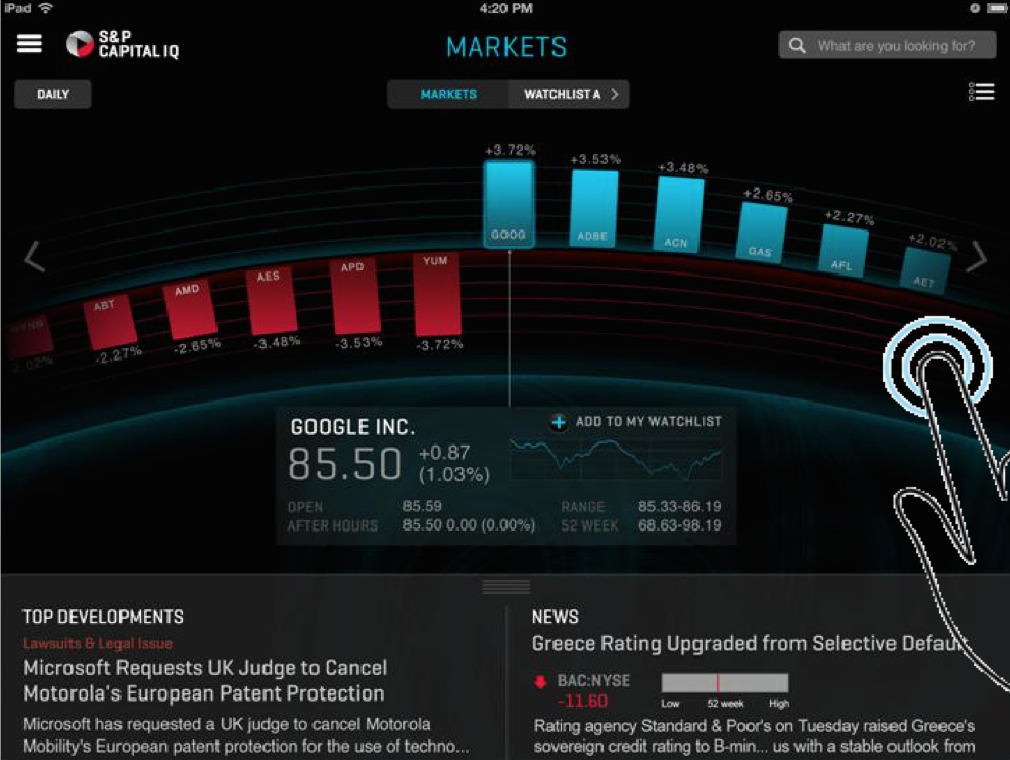 iPad
4:20 PM
S&P
CAPITAL IQ
MARKETS
What are you looking for?
DAILY
MARKETS
WATCHLIST A
+3.72%
+3.53%
+3.48%
+2.65%
+2.27%
+2.02%
GOOG
ADBE
ACN
GAS
AFL
AET
WYNN
ABT
AMD
AES
APD
YUM
2.02%
-2.27%
-2.65%
-3.48%
-3.53%
-3.72%
GOOGLE INC.
ADD TO MY WATCHLIST
85.50
+0.87
(1.03%)
OPEN 85.59 RANGE 85.33-86.19
AFTER HOURS 85.50 0.00 (0.00%) 52 WEEK 68.63-98.19
TOP DEVELOPMENTS
Lawsuits & Legal Issue
Microsoft Requests UK Judge to Cancel
Motorola's European Patent Protection
Microsoft has requested a UK judge to cancel Motorola
Mobility's European patent protection for the use of techno...
NEWS
Greece Rating Upgraded from Selective Default
BAC:NYSE
-11.60
Low 52 week High
Rating agency Standard & Poor's on Tuesday raised Greece's
sovereign credit rating to B-min... us with a stable outlook from